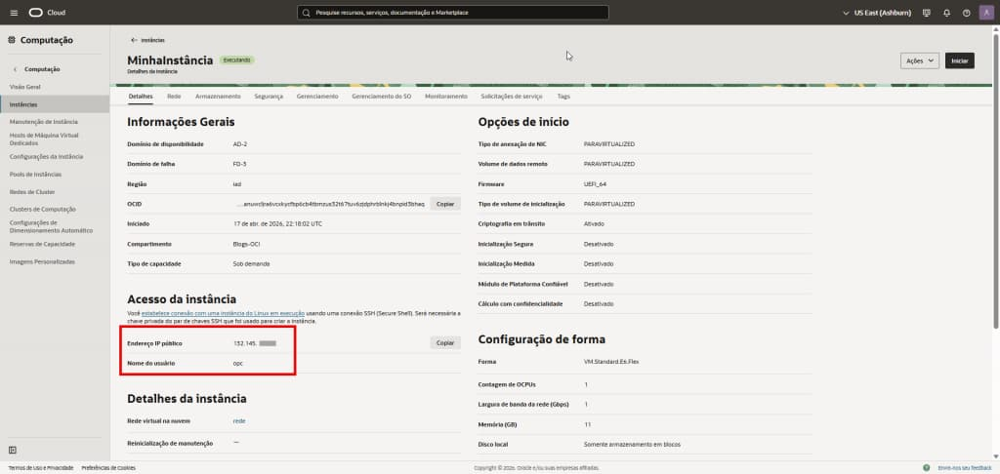 Cloud
Pesquise recursos, serviços, documentação e Marketplace
US East (Ashburn)
A
Computação
Computação
Visão Geral
Instâncias
Manutenção de Instância
Hosts de Máquina Virtual
Dedicados
Configurações da Instância
Pools de Instâncias
Redes de Cluster
Clusters de Computação
Configurações de
Dimensionamento Automático
Reservas de Capacidade
Imagens Personalizadas
Instâncias
MinhaInstância Executando
Detalhes da instância
Ações
Iniciar
Detalhes Rede Armazenamento Segurança Gerenciamento Gerenciamento do SO Monitoramento Solicitações de serviço Tags
Informações Gerais
Domínio de disponibilidade AD-2
Domínio de falha FD-3
Região iad
OCID Copiar
Iniciado 17 de abr. de 2026, 22:18:02 UTC
Compartimento Blogs-OCI
Tipo de capacidade Sob demanda
Acesso da instância
Você estabelece conexão com uma instância do Linux em execução usando uma conexão SSH (Secure Shell). Será necessária a
chave privada do par de chaves SSH que foi usado para criar a instância.
Endereço IP público 132.145. Copiar
Nome do usuário opc
Detalhes da instância
Rede virtual na nuvem rede
Reinicialização de manutenção —
Opções de início
Tipo de anexação de NIC PARAVIRTUALIZED
Volume de dados remoto PARAVIRTUALIZED
Firmware UEFI_64
Tipo de volume de inicialização PARAVIRTUALIZED
Criptografia em trânsito Ativado
Inicialização Segura Desativado
Inicialização Medida Desativado
Módulo de Plataforma Confiável Desativado
Cálculo com confidencialidade Desativado
Configuração de forma
Forma VM.Standard.E6.Flex
Contagem de OCPUs 1
Largura de banda da rede (Gbps) 1
Memória (GB) 11
Disco local Somente armazenamento em blocos
Termos de Uso e Privacidade Preferências de Cookies
Copyright © 2026, Oracle e/ou suas empresas afiliadas.
Envie-nos seu feedback